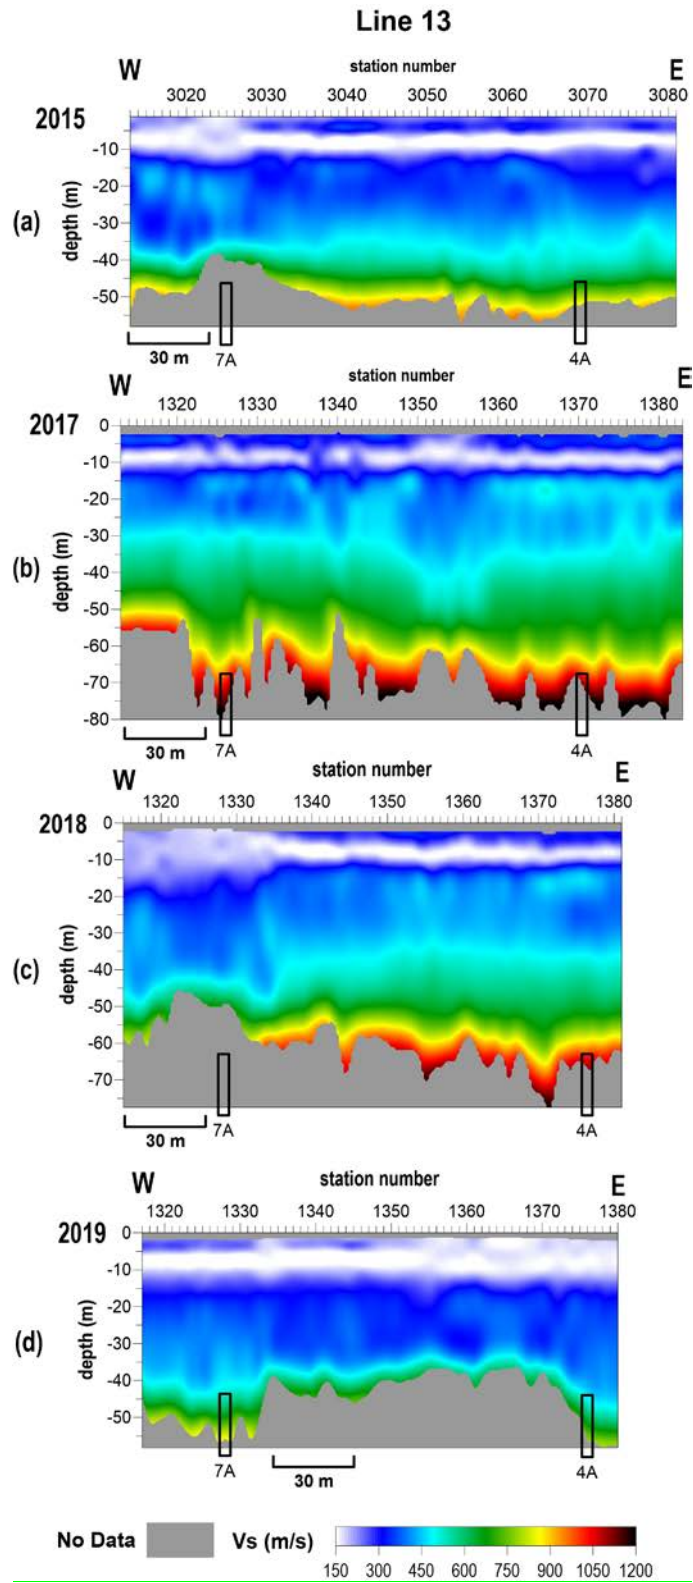 Line 13
W station number E
3020 3030 3040 3050 3060 3070 3080
2015
-10
-20
(a)
depth (m)
-30
-40
-50
30 m
7A
4A
W station number E
1320 1330 1340 1350 1360 1370 1380
2017
0
-10
-20
-30
(b)
depth (m)
-40
-50
-60
-70
-80
30 m
7A
4A
W station number E
1320 1330 1340 1350 1360 1370 1380
2018
0
-10
-20
-30
(c)
depth (m)
-40
-50
-60
-70
30 m
7A
4A
W station number E
1320 1330 1340 1350 1360 1370 1380
2019
0
-10
-20
(d)
depth (m)
-30
-40
-50
7A
30 m
4A
No Data Vs (m/s)
150 300 450 600 750 900 1050 1200